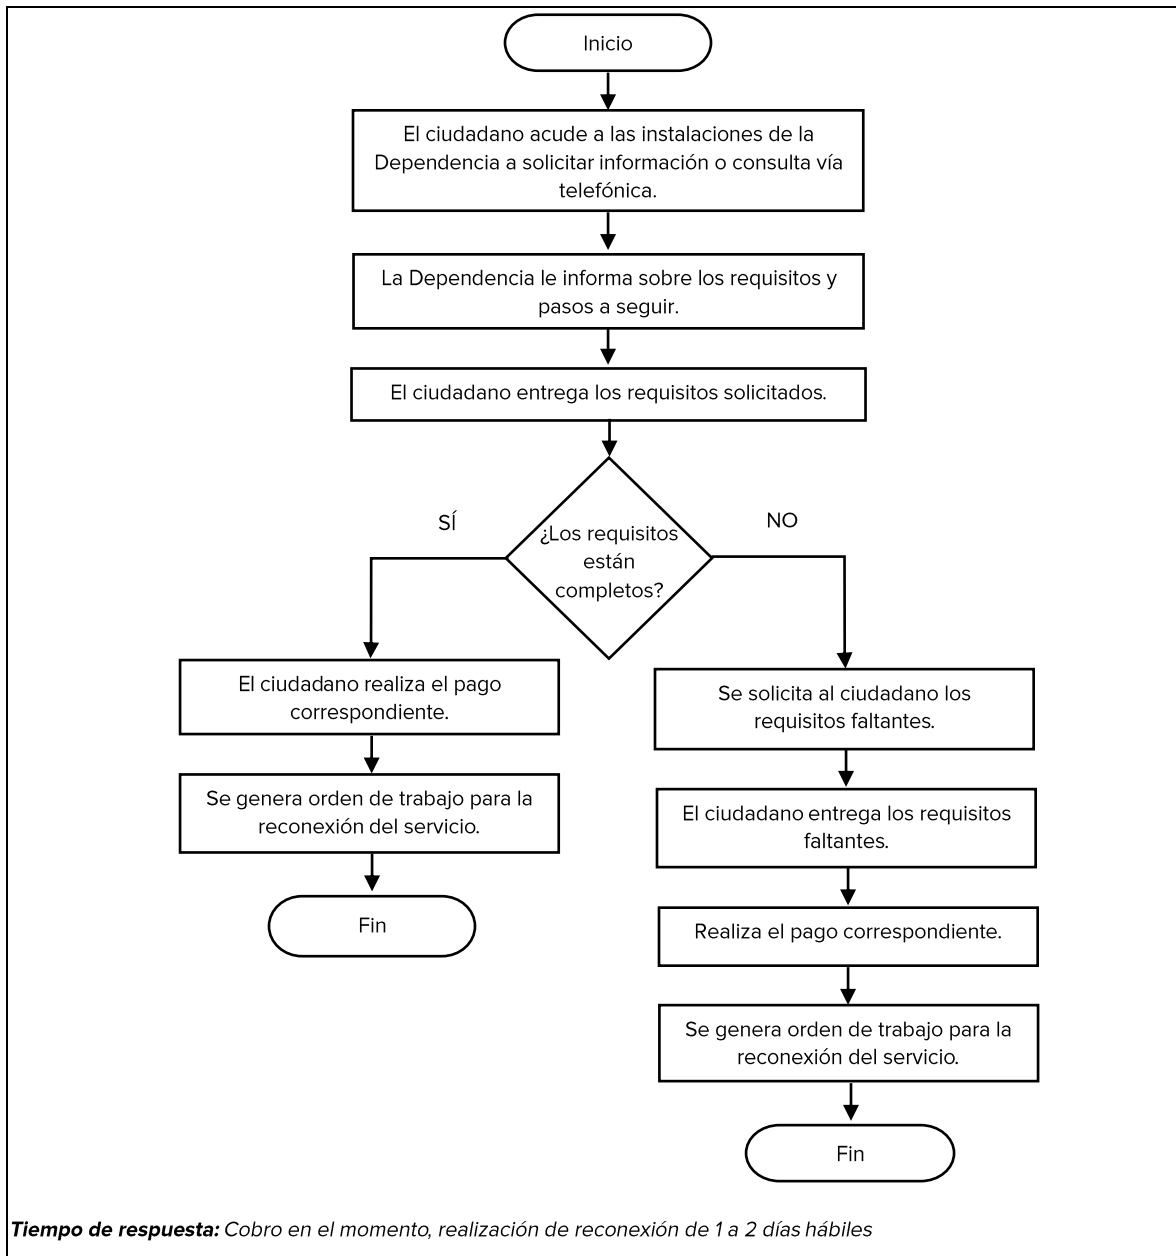 Inicio
El ciudadano acude a las instalaciones de la
Dependencia a solicitar información o consulta vía
telefónica.
La Dependencia le informa sobre los requisitos y
pasos a seguir.
El ciudadano entrega los requisitos solicitados.
¿Los requisitos
están
completos?
SÍ
El ciudadano realiza el pago
correspondiente.
Se genera orden de trabajo para la
reconexión del servicio.
Fin
NO
Se solicita al ciudadano los
requisitos faltantes.
El ciudadano entrega los requisitos
faltantes.
Realiza el pago correspondiente.
Se genera orden de trabajo para la
reconexión del servicio.
Fin
Tiempo de respuesta: Cobro en el momento, realización de reconexión de 1 a 2 días hábiles